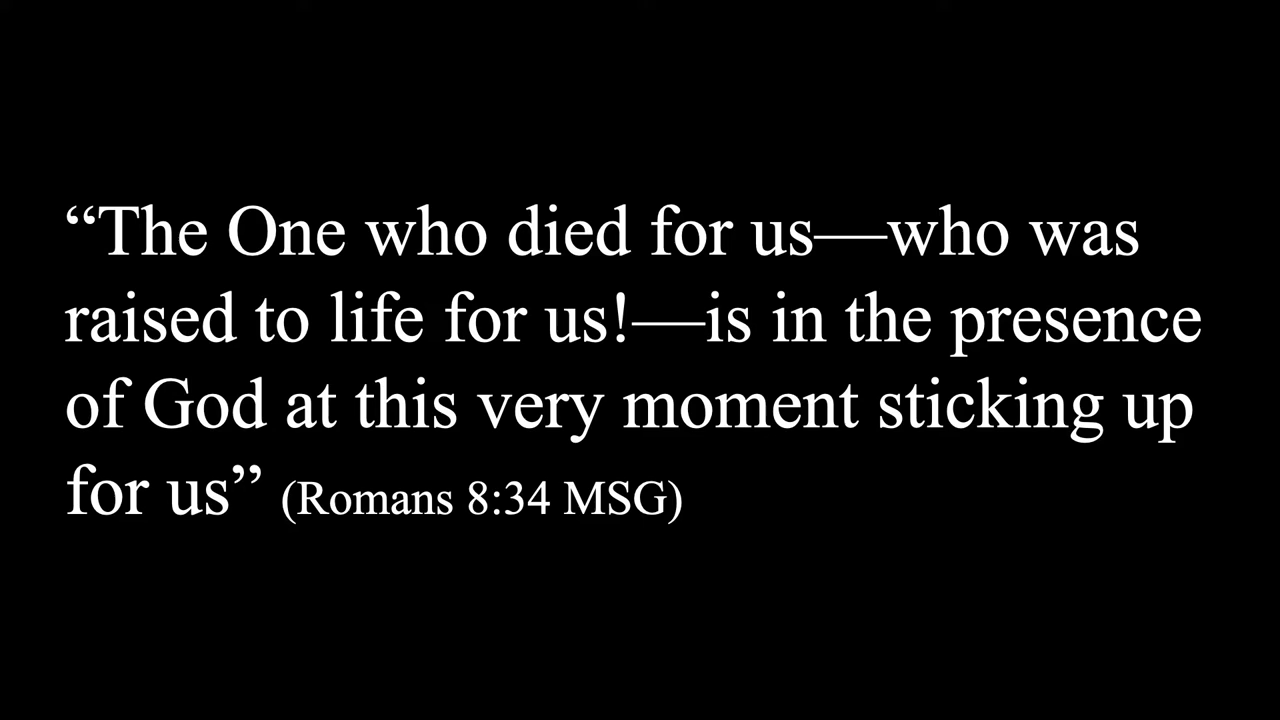 “The One who died for us—who was
raised to life for us!—is in the presence
of God at this very moment sticking up
for us” (Romans 8:34 MSG)